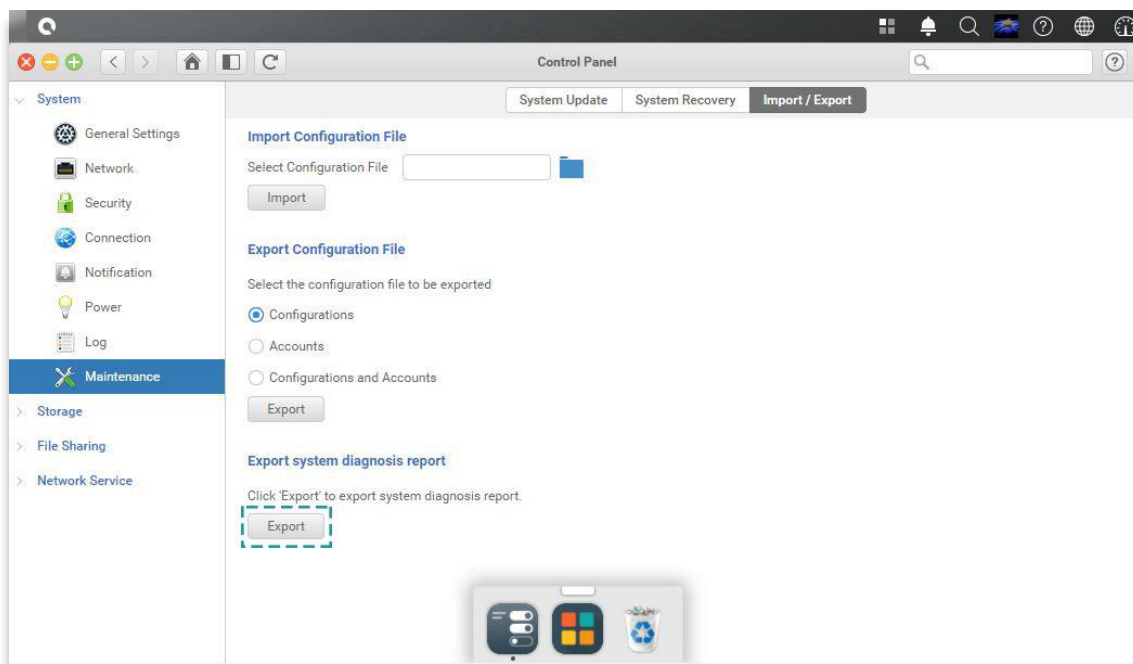 Control Panel
System
General Settings
Network
Security
Connection
Notification
Power
Log
Maintenance
Storage
File Sharing
Network Service
System Update
System Recovery
Import / Export
Import Configuration File
Select Configuration File
Import
Export Configuration File
Select the configuration file to be exported
Configurations
Accounts
Configurations and Accounts
Export
Export system diagnosis report
Click 'Export' to export system diagnosis report.
Export